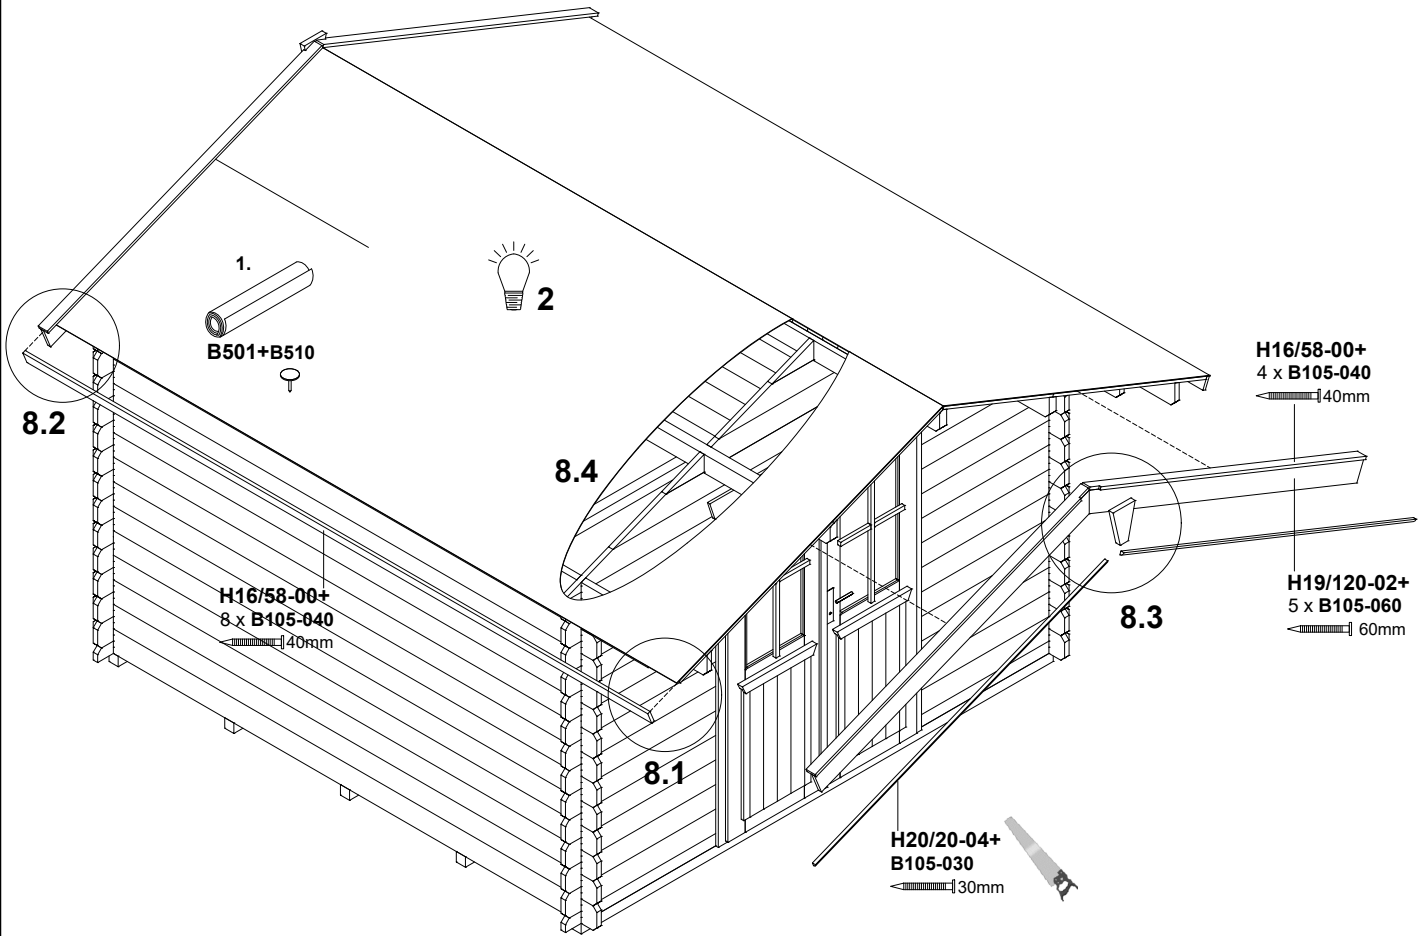 1.
B501+B510
2
8.2
8.4
H16/58-00+
4 x B105-040
40mm
H16/58-00+
8 x B105-040
40mm
8.3
H19/120-02+
5 x B105-060
60mm
8.1
H20/20-04+
B105-030
30mm